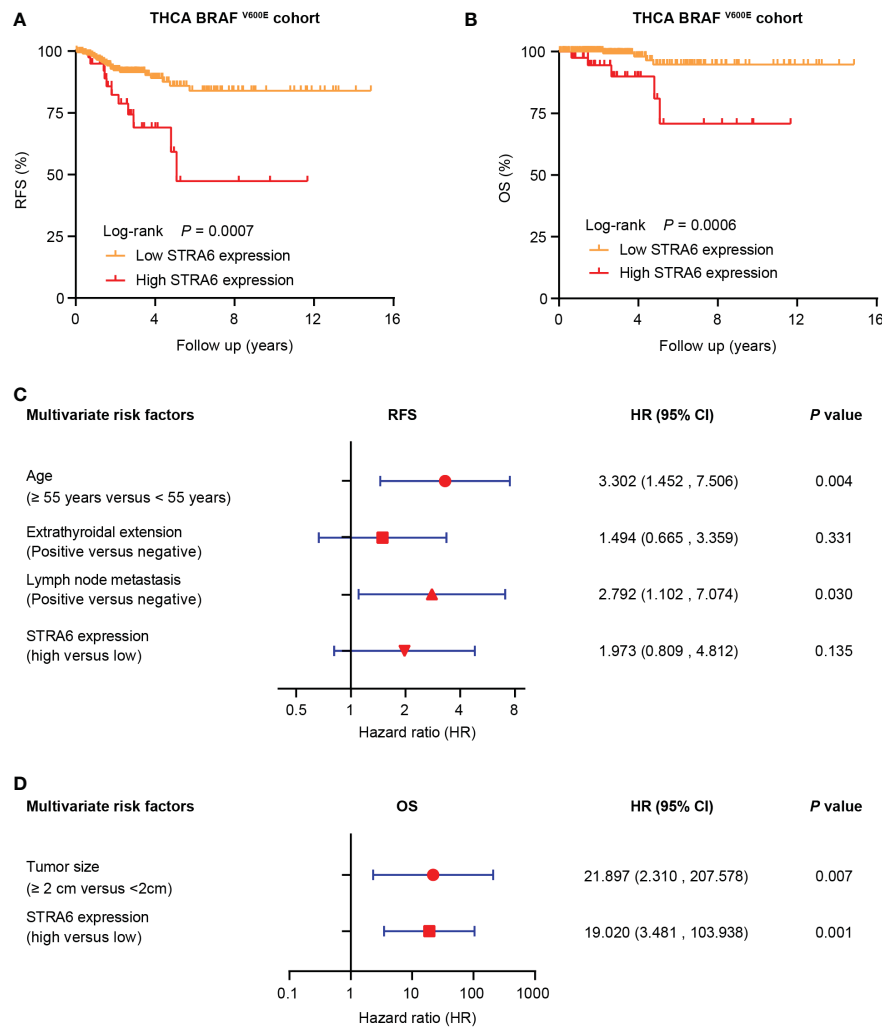 A
THCA BRAF V600E cohort
100
75
50
25
0
RFS (%)
Log-rank P = 0.0007
Low STRA6 expression
High STRA6 expression
0 4 8 12 16
Follow up (years)
B
THCA BRAF V600E cohort
100
75
50
25
0
OS (%)
Log-rank P = 0.0006
Low STRA6 expression
High STRA6 expression
0 4 8 12 16
Follow up (years)
C
Multivariate risk factors RFS HR (95% CI) P value
Age
(≥ 55 years versus < 55 years)
3.302 (1.452 , 7.506) 0.004
Extrathyroidal extension
(Positive versus negative)
1.494 (0.665 , 3.359) 0.331
Lymph node metastasis
(Positive versus negative)
2.792 (1.102 , 7.074) 0.030
STRA6 expression
(high versus low)
1.973 (0.809 , 4.812) 0.135
0.5 1 2 4 8
Hazard ratio (HR)
D
Multivariate risk factors OS HR (95% CI) P value
Tumor size
(≥ 2 cm versus <2cm)
21.897 (2.310 , 207.578) 0.007
STRA6 expression
(high versus low)
19.020 (3.481 , 103.938) 0.001
0.1 1 10 100 1000
Hazard ratio (HR)